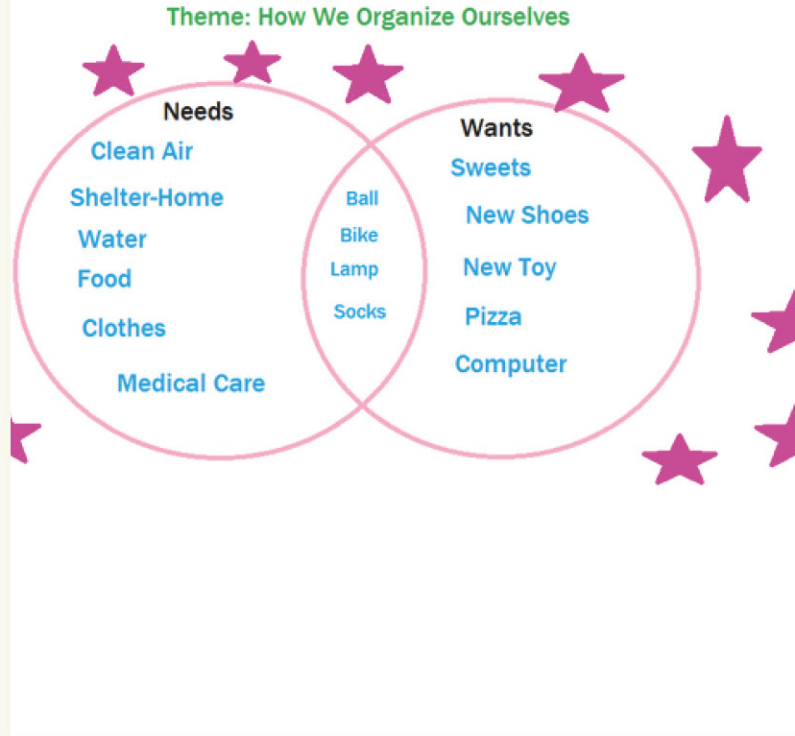 Theme: How We Organize Ourselves
Needs
Clean Air
Shelter-Home
Water
Food
Clothes
Medical Care
Ball
Bike
Lamp
Socks
Wants
Sweets
New Shoes
New Toy
Pizza
Computer